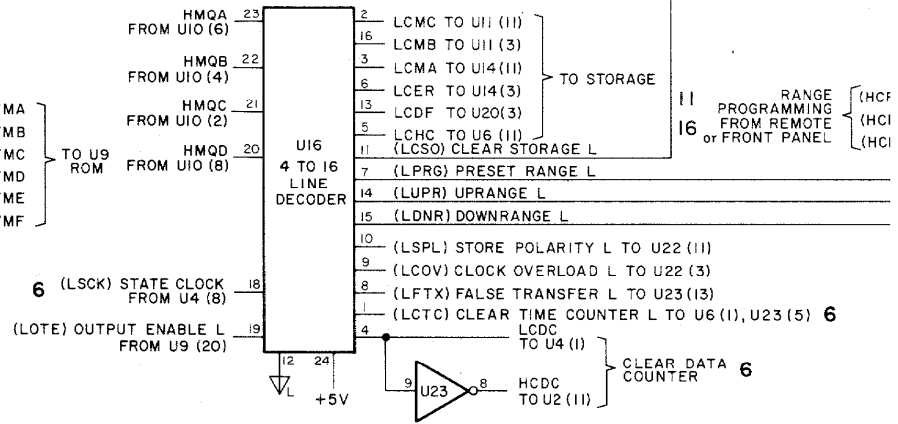 HMQA 23
FROM U10 (6)
HMQB 22
FROM U10 (4)
HMQC 21
FROM U10 (2)
HMQD 20
FROM U10 (8)
MA
MB
MC
MD
ME
MF
TO U9
ROM
6 (LSCK) STATE CLOCK 18
FROM U4 (8)
(LOTE) OUTPUT ENABLE L 19
FROM U9 (20)
U16
4 TO 16
LINE
DECODER
12
L
24
+5V
2 LCMC TO U11 (11)
16 LCMB TO U11 (3)
3 LCMA TO U14 (11)
6 LCER TO U14 (3)
13 LCDF TO U20 (3)
5 LCHC TO U6 (11)
TO STORAGE
11 (LCSO) CLEAR STORAGE L
7 (LPRG) PRESET RANGE L
14 (LUPR) UPRANGE L
15 (LDNR) DOWNRANGE L
10 (LSPL) STORE POLARITY L TO U22 (11)
9 (LCOV) CLOCK OVERLOAD L TO U22 (3)
8 (LFTX) FALSE TRANSFER L TO U23 (13)
1 (LCTC) CLEAR TIME COUNTER L TO U6 (1), U23 (5) 6
4 LCDC
TO U4 (1)
9 U23 8 HCDC
TO U2 (11)
CLEAR DATA
COUNTER 6
11
16
RANGE
PROGRAMMING
FROM REMOTE
or FRONT PANEL